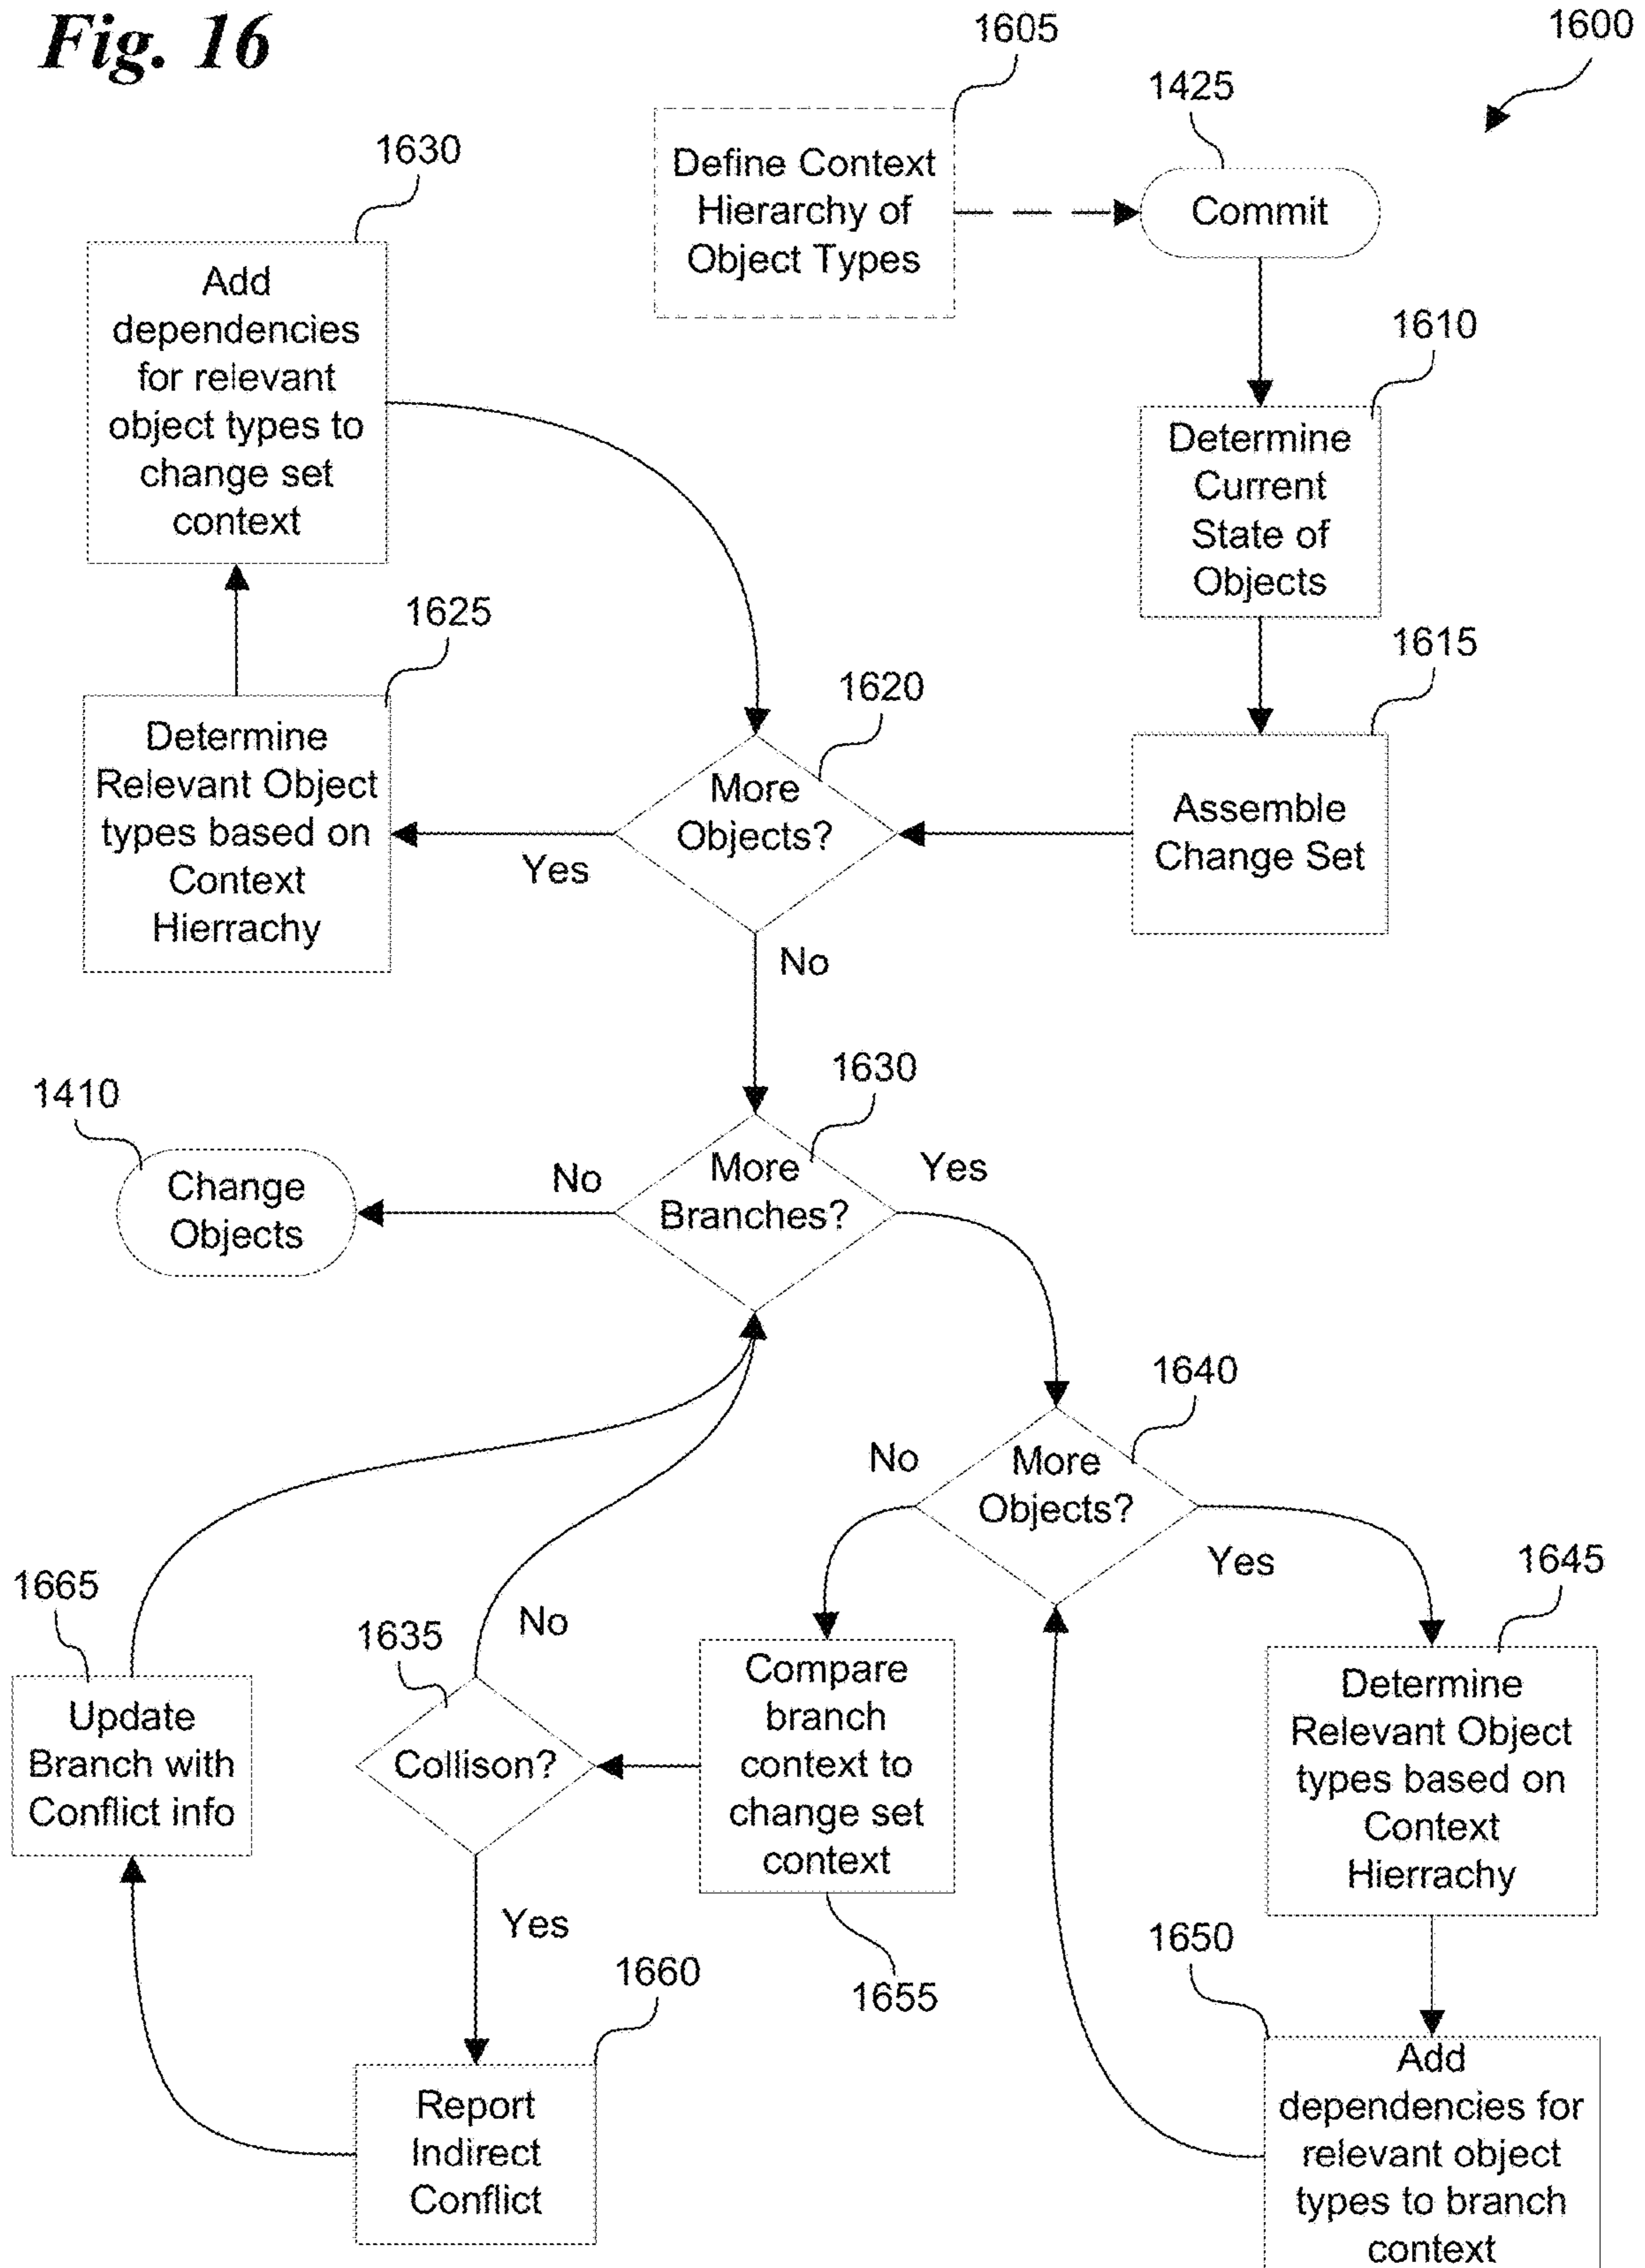 Fig. 16
1605
1600
1425
Define Context
Hierarchy of
Object Types
Commit
1630
Add
dependencies
for relevant
object types to
change set
context
1610
Determine
Current
State of
Objects
1625
Determine
Relevant Object
types based on
Context
Hierrachy
1620
More
Objects?
Yes
No
1615
Assemble
Change Set
1410
Change
Objects
No
1630
More
Branches?
Yes
1640
More
Objects?
No
Yes
1665
Update
Branch with
Conflict info
1635
No
Collison?
Yes
Compare
branch
context to
change set
context
1655
1645
Determine
Relevant Object
types based on
Context
Hierrachy
1660
Report
Indirect
Conflict
1650
Add
dependencies for
relevant object
types to branch
context